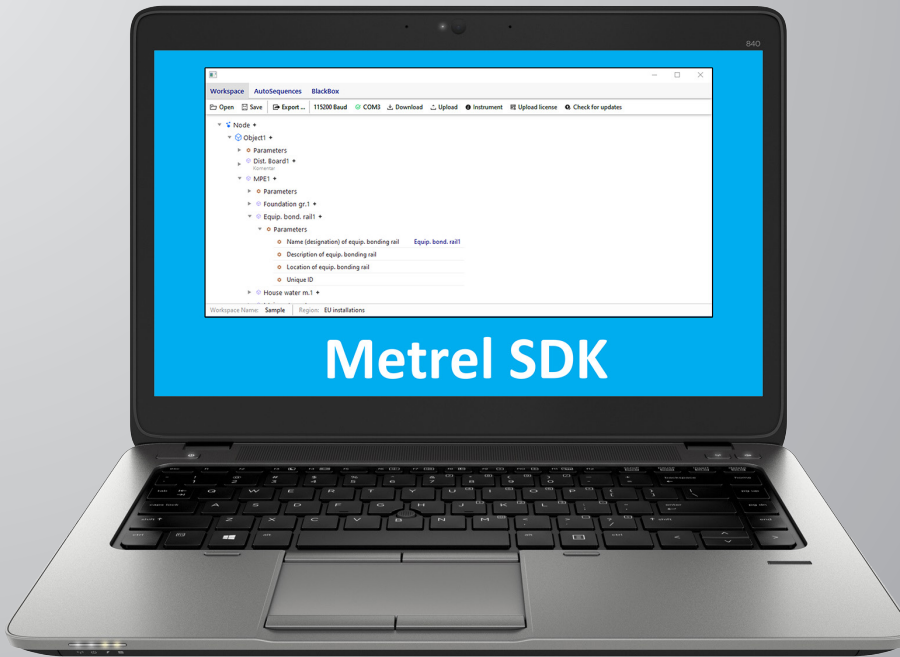 840
Workspace AutoSequences BlackBox
Open Save Export ... 115200 Baud COM3 Download Upload Instrument Upload license Check for updates
Node +
Object1 +
Parameters
Dist. Board1 +
Komentar
MPE1 +
Parameters
Foundation gr.1 +
Equip. bond. rail1 +
Parameters
Name (designation) of equip. bonding rail Equip. bond. rail1
Description of equip. bonding rail
Location of equip. bonding rail
Unique ID
House water m.1 +
Workspace Name: Sample Region: EU installations
Metrel SDK
Q W E R T Y U I O P
A S D F G H J K L
Z X C V B N M